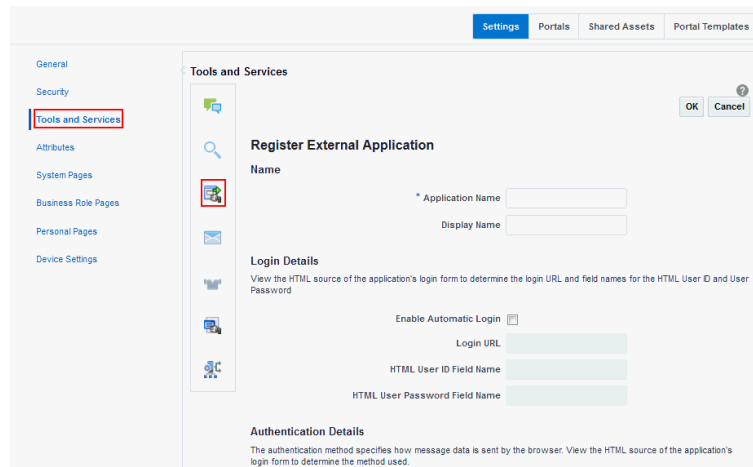 Settings Portals Shared Assets Portal Templates
General
Security
Tools and Services
Attributes
System Pages
Business Role Pages
Personal Pages
Device Settings
Tools and Services
?
OK Cancel
Register External Application
Name
* Application Name
Display Name
Login Details
View the HTML source of the application's login form to determine the login URL and field names for the HTML User ID and User
Password
Enable Automatic Login
Login URL
HTML User ID Field Name
HTML User Password Field Name
Authentication Details
The authentication method specifies how message data is sent by the browser. View the HTML source of the application's
login form to determine the method used.